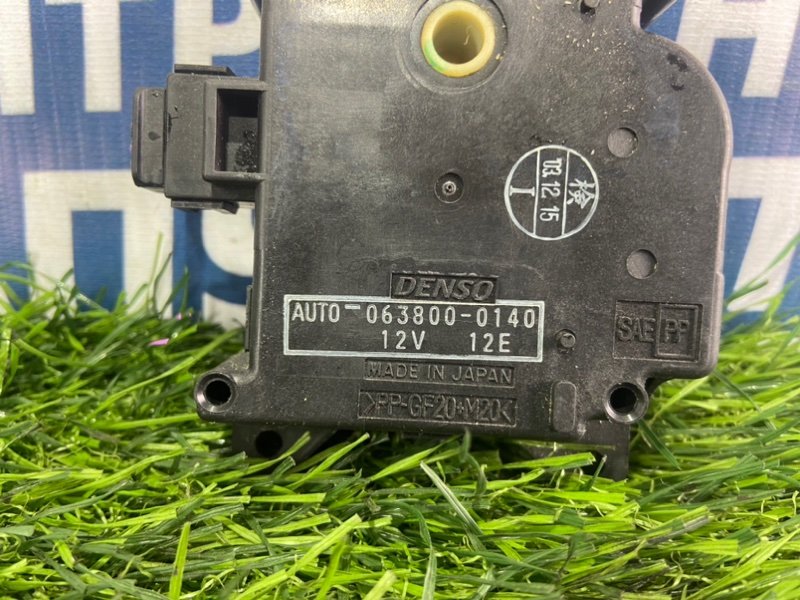 検
'03.12.15
I
DENSO
AUTO-063800-0140
12V 12E
SAE PP
MADE IN JAPAN
>PP-GF20+M20<